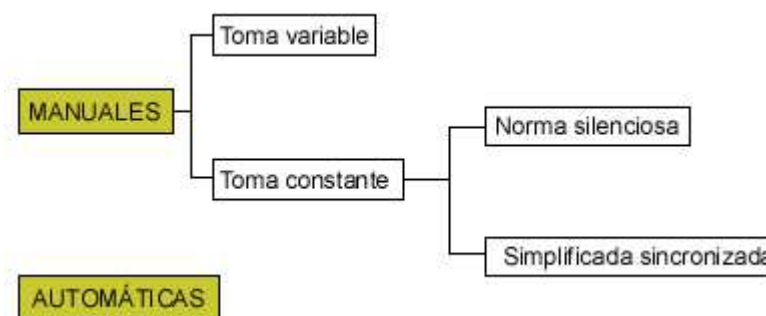 Toma variable
MANUALES
Norma silenciosa
Toma constante
Simplificada sincronizada
AUTOMÁTICAS